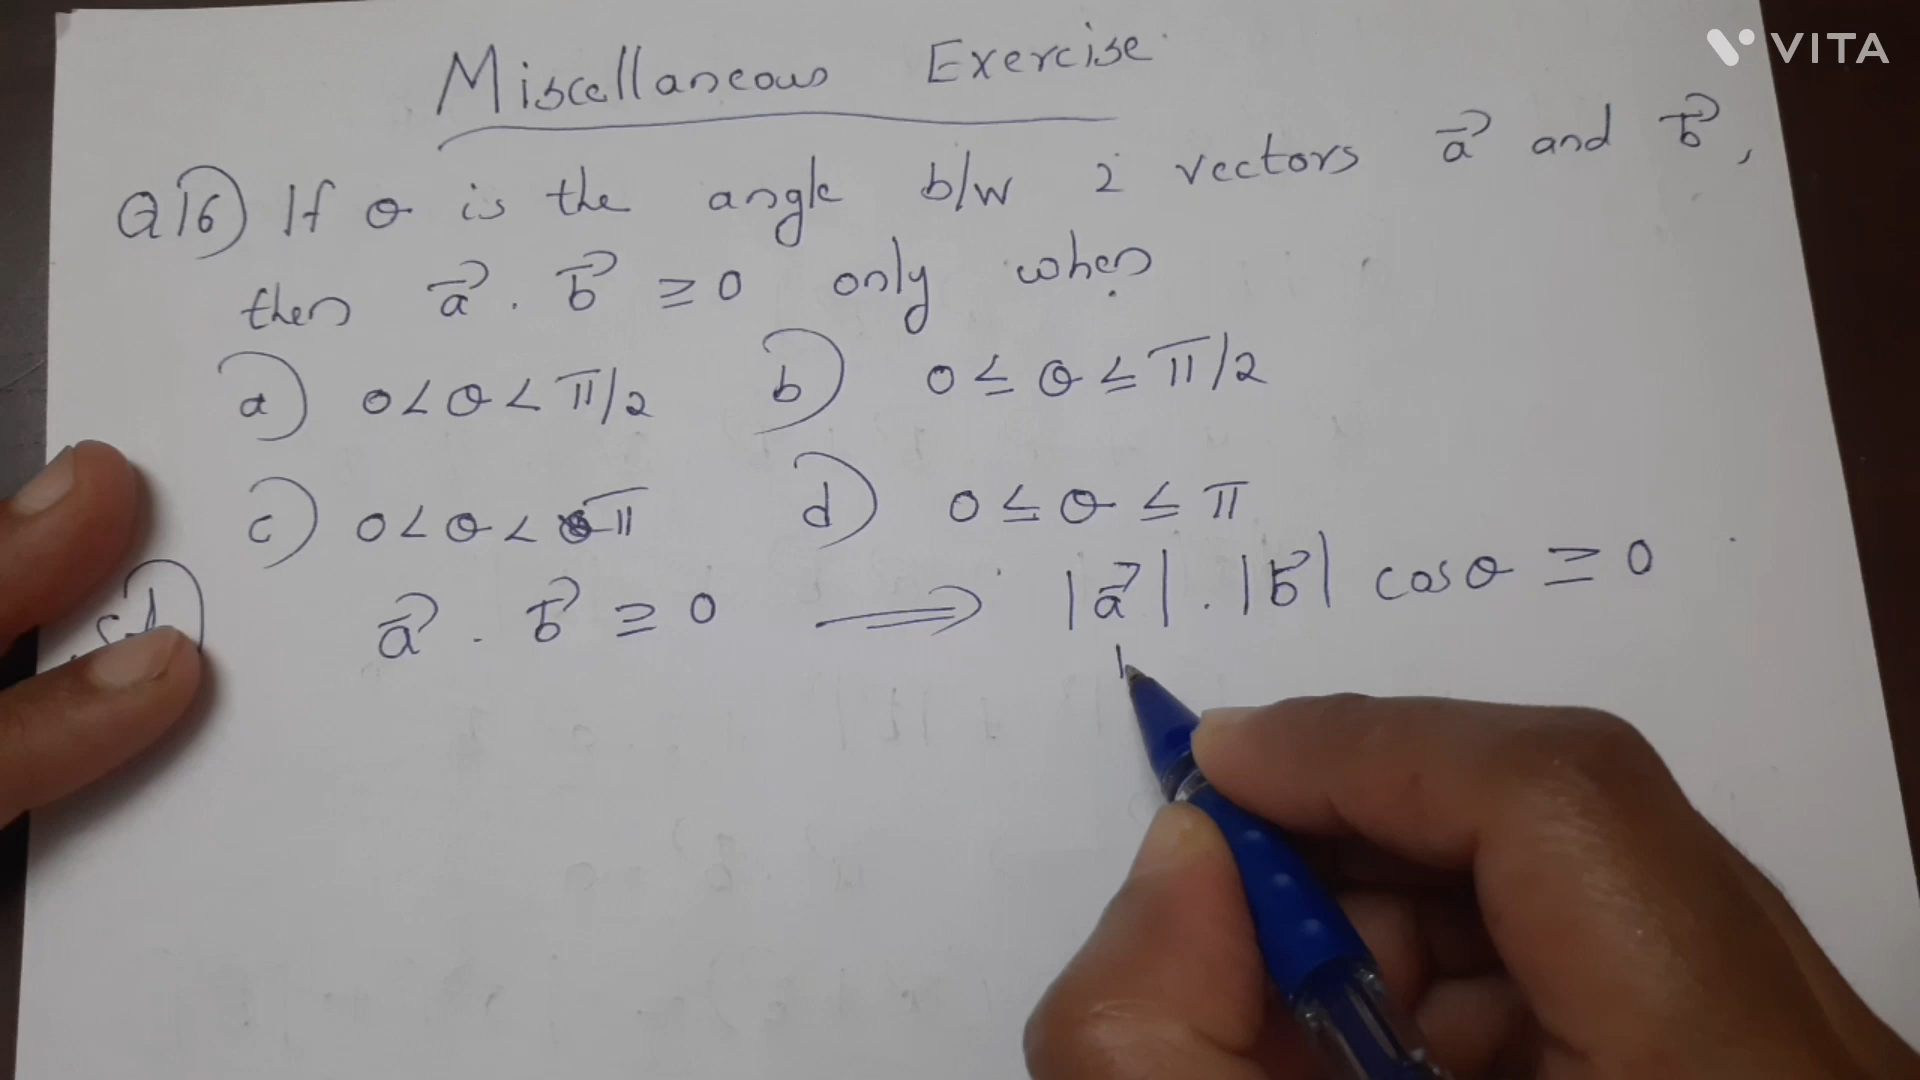 VITA
Miscellaneous Exercise
Q16) If θ is the angle b/w 2 vectors a⃗ and b⃗,
then a⃗ . b⃗ ≥ 0 only when
a) 0 < θ < π/2 b) 0 ≤ θ ≤ π/2
c) 0 < θ < π d) 0 ≤ θ ≤ π
a⃗ . b⃗ ≥ 0 ⟹ |a⃗| . |b⃗| cos θ ≥ 0